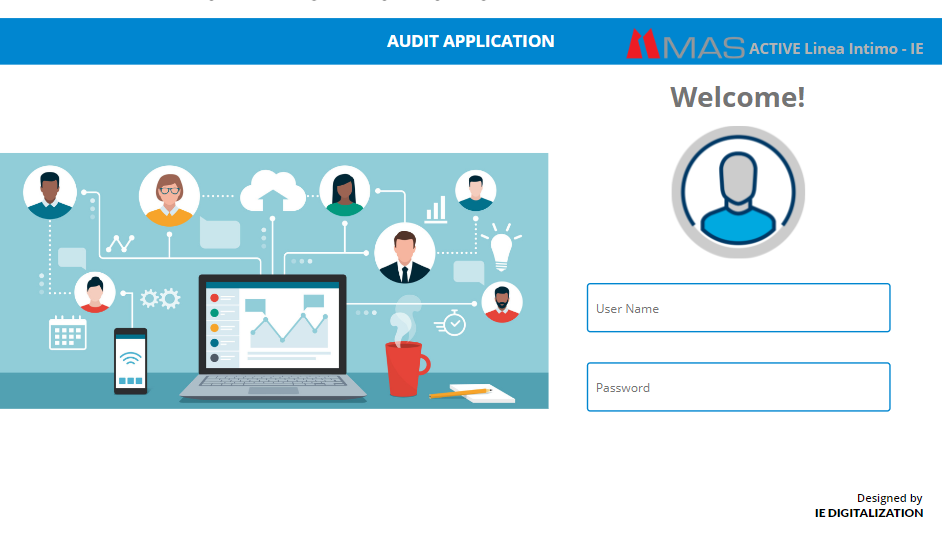 AUDIT APPLICATION
MAS ACTIVE Linea Intimo - IE
Welcome!
User Name
Password
Designed by
IE DIGITALIZATION